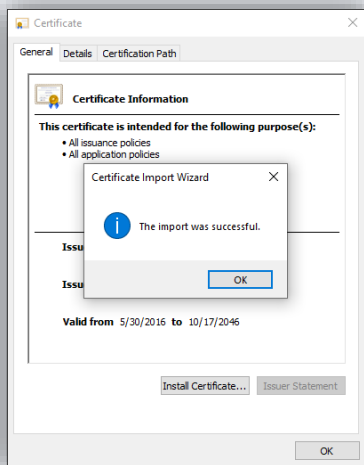 Certificate
General Details Certification Path
Certificate Information
This certificate is intended for the following purpose(s):
• All issuance policies
• All application policies
Certificate Import Wizard
The import was successful.
OK
Issu
Issu
Valid from 5/30/2016 to 10/17/2046
Install Certificate... Issuer Statement
OK